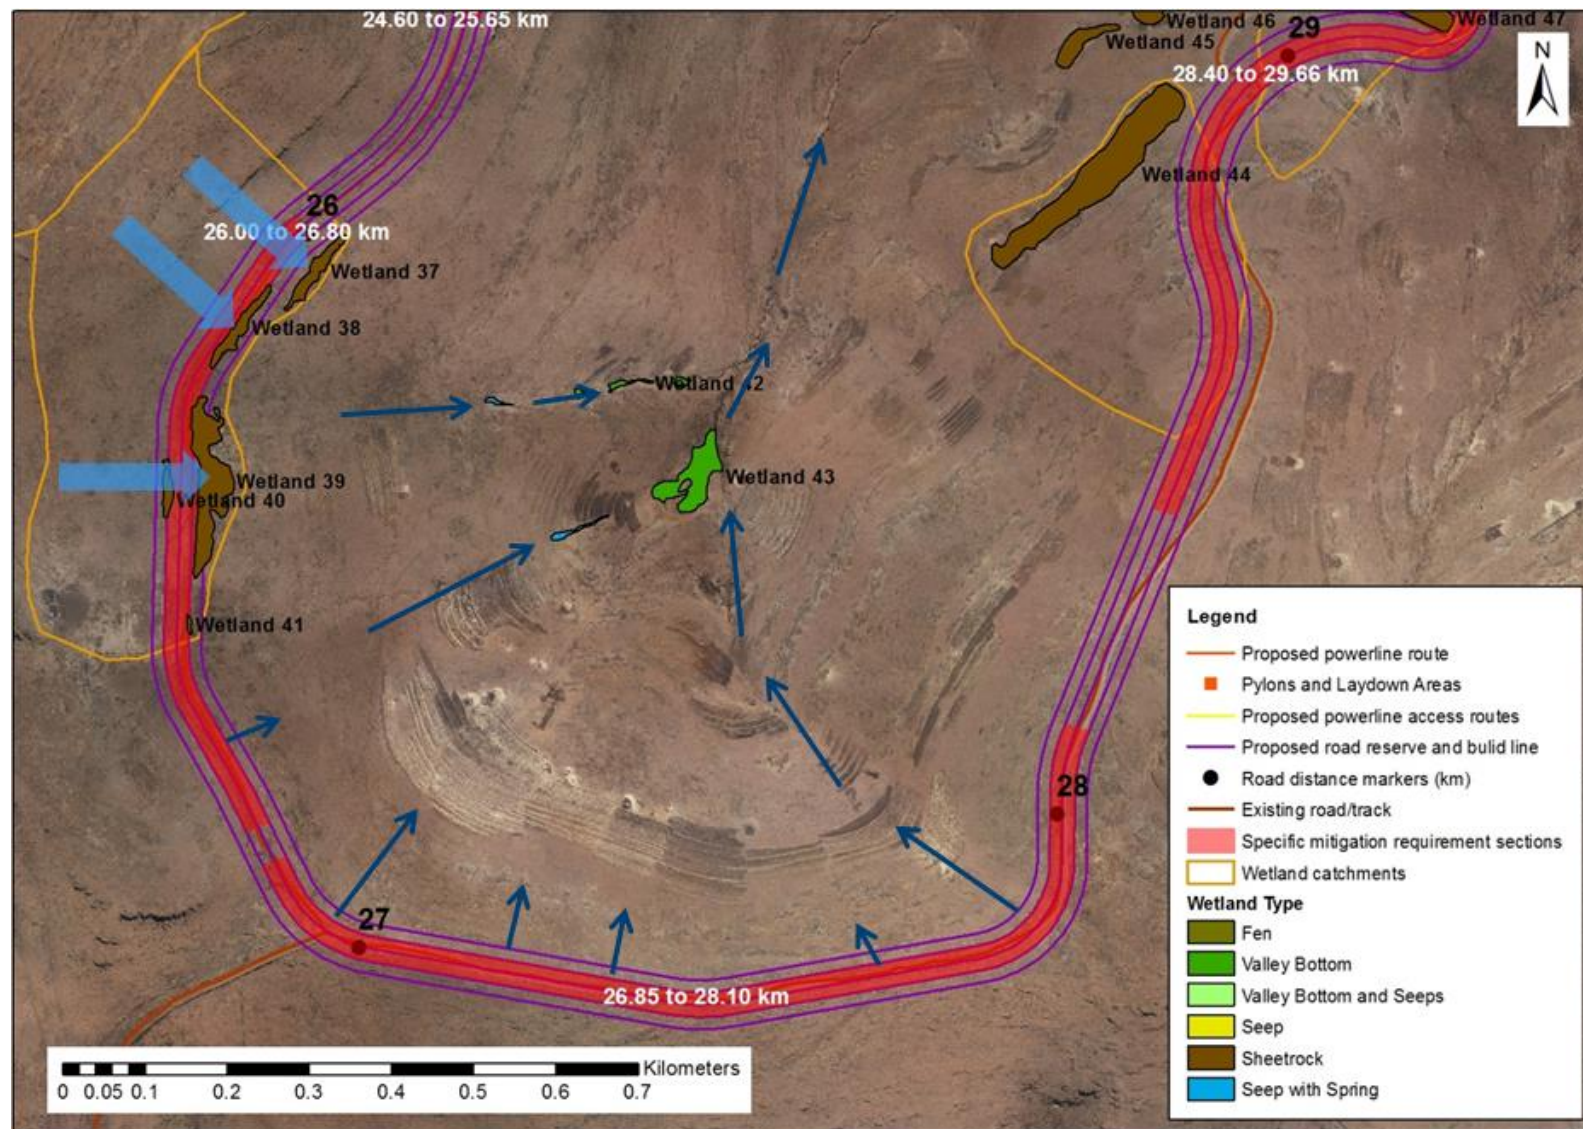 24.60 to 25.65 km
Wetland 46
Wetland 47
Wetland 45
29
28.40 to 29.66 km
N
Wetland 44
26
26.00 to 26.80 km
Wetland 37
Wetland 38
Wetland 42
Wetland 43
Wetland 39
Wetland 40
Wetland 41
28
27
26.85 to 28.10 km
Kilometers
0 0.05 0.1 0.2 0.3 0.4 0.5 0.6 0.7
Legend
Proposed powerline route
Pylons and Laydown Areas
Proposed powerline access routes
Proposed road reserve and bulid line
Road distance markers (km)
Existing road/track
Specific mitigation requirement sections
Wetland catchments
Wetland Type
Fen
Valley Bottom
Valley Bottom and Seeps
Seep
Sheetrock
Seep with Spring